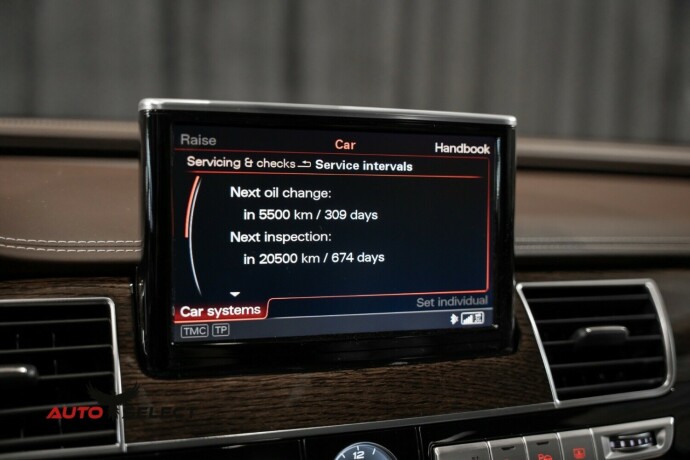 Raise
Car
Handbook
Servicing & checks Service intervals
Next oil change:
in 5500 km / 309 days
Next inspection:
in 20500 km / 674 days
Set individual
Car systems
TMC TP
12